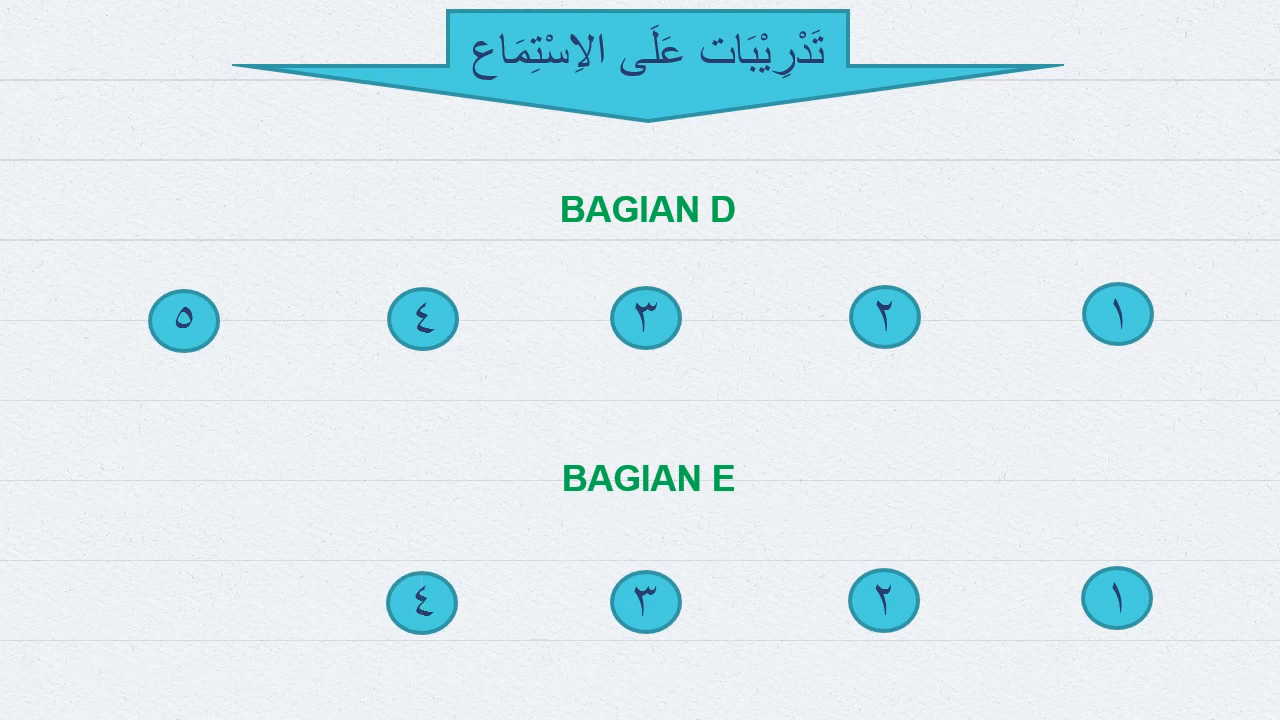 تَدْرِيْبَات عَلَى الاِسْتِمَاع
BAGIAN D
١ ٢ ٣ ٤ ٥
BAGIAN E
١ ٢ ٣ ٤